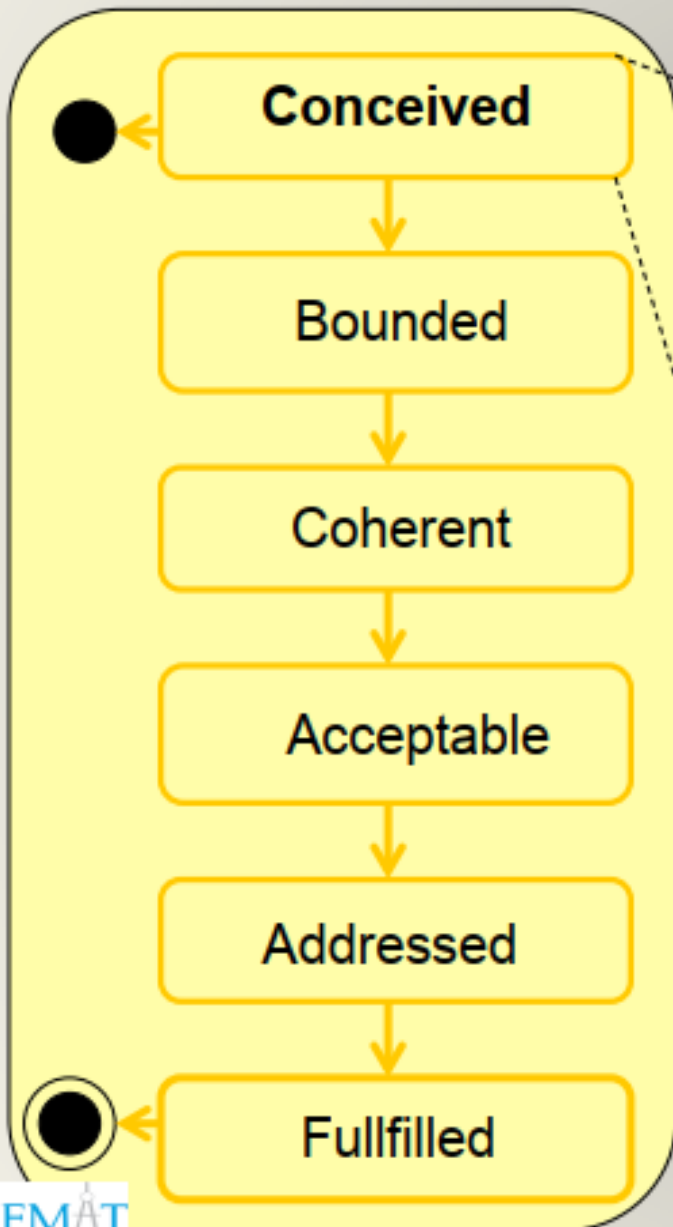 Conceived
Bounded
Coherent
Acceptable
Addressed
Fullfilled